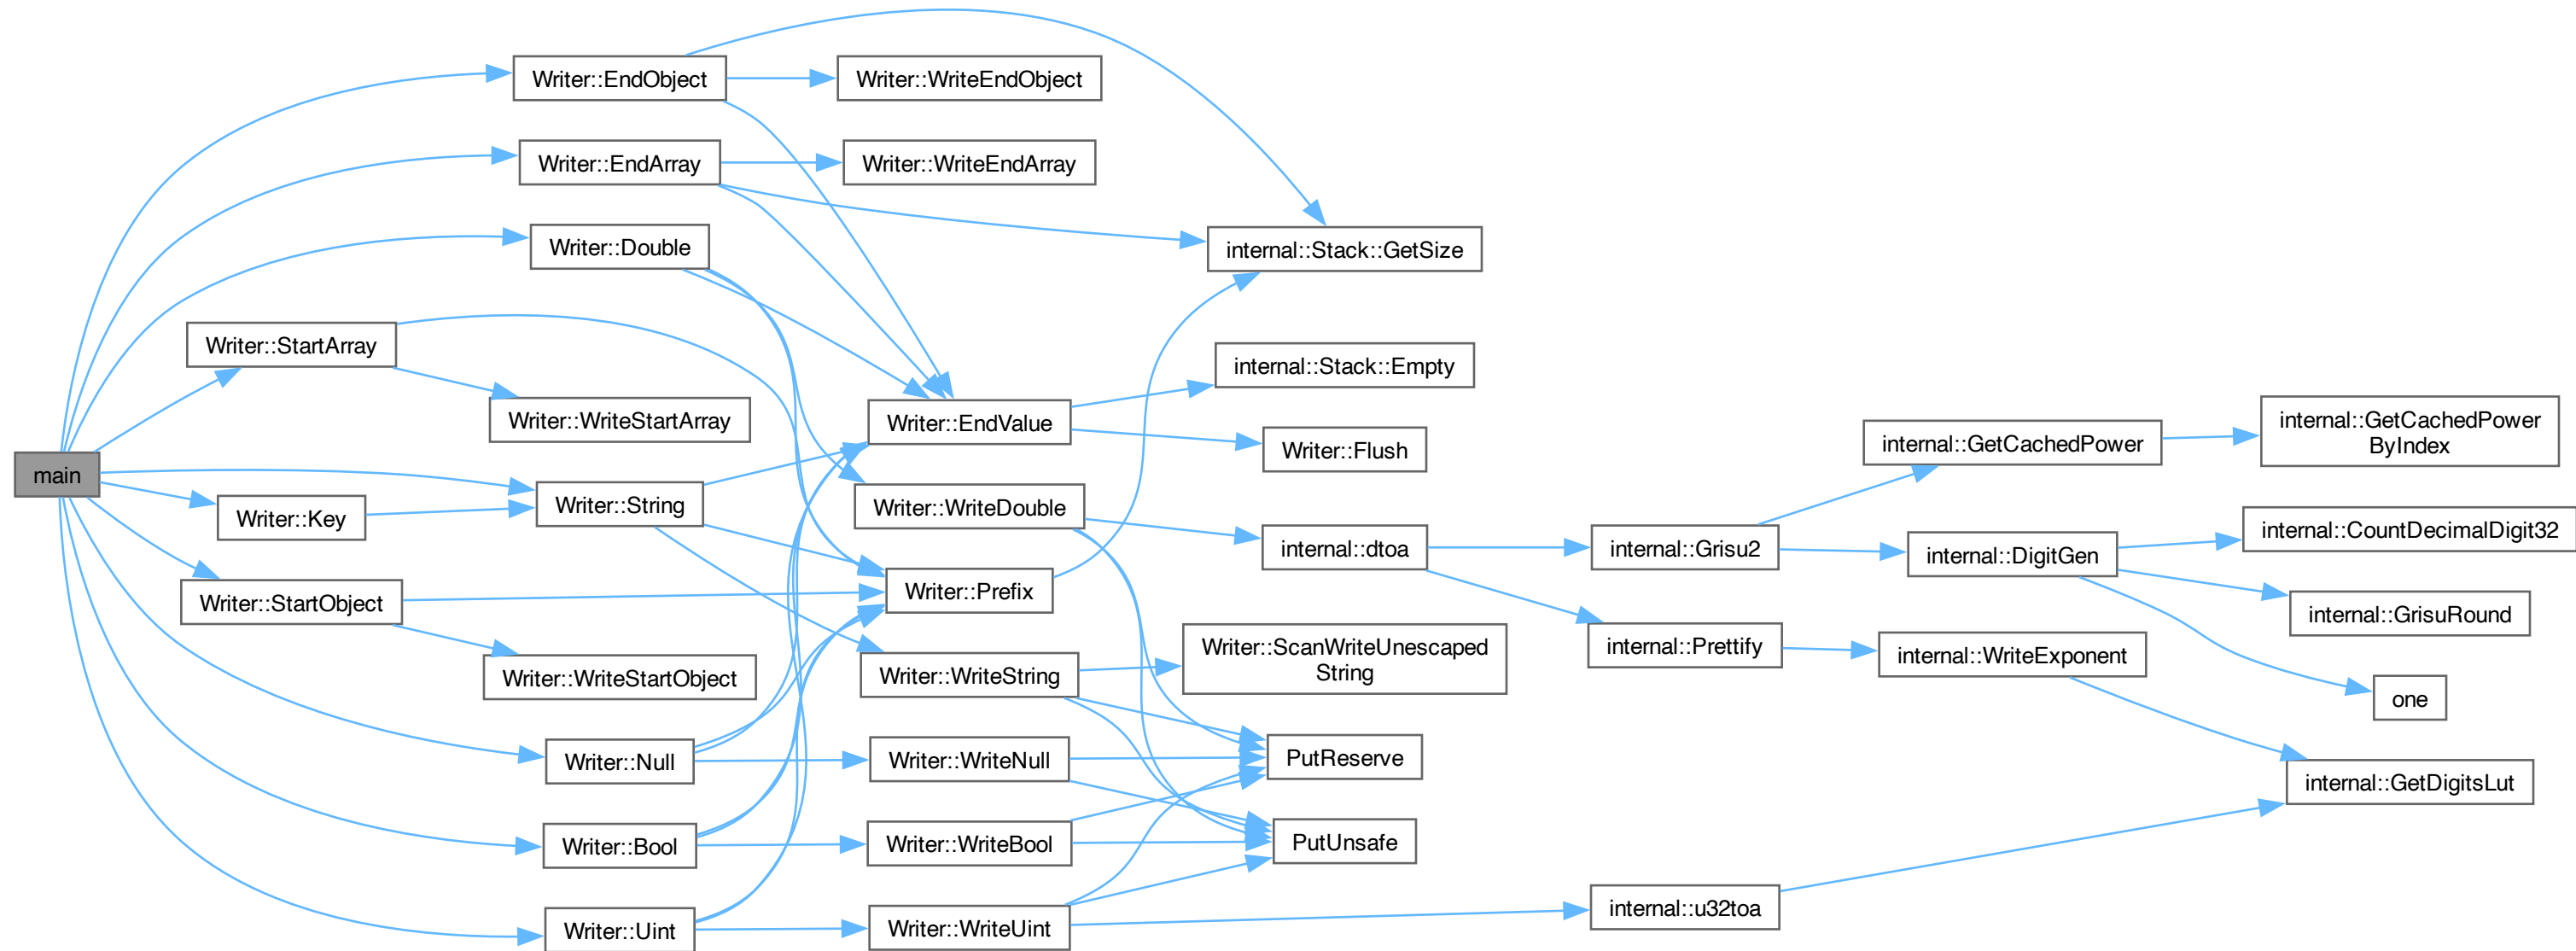 main
Writer::EndObject
Writer::EndArray
Writer::Double
Writer::StartArray
Writer::WriteStartArray
Writer::String
Writer::Key
Writer::StartObject
Writer::WriteStartObject
Writer::Null
Writer::Bool
Writer::Uint
Writer::WriteEndObject
Writer::WriteEndArray
Writer::EndValue
Writer::WriteDouble
Writer::Prefix
Writer::WriteString
Writer::WriteNull
Writer::WriteBool
Writer::WriteUint
internal::Stack::GetSize
internal::Stack::Empty
Writer::Flush
internal::dtoa
Writer::ScanWriteUnescaped
String
PutReserve
PutUnsafe
internal::Grisu2
internal::Prettify
internal::u32toa
internal::GetCachedPower
internal::DigitGen
internal::WriteExponent
internal::GetCachedPower
ByIndex
internal::CountDecimalDigit32
internal::GrisuRound
one
internal::GetDigitsLut